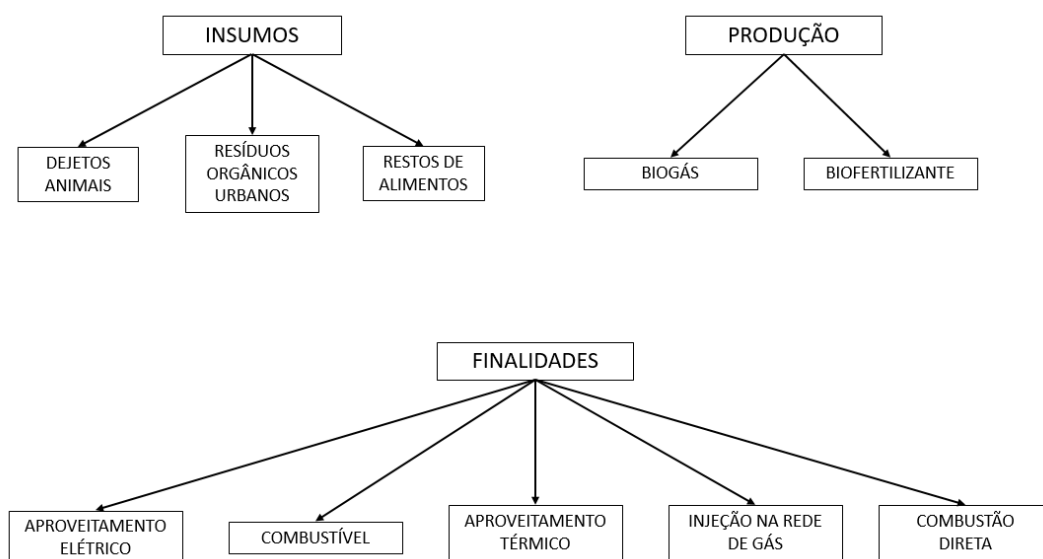 INSUMOS
PRODUÇÃO
DEJETOS
ANIMAIS
RESÍDUOS
ORGÂNICOS
URBANOS
RESTOS DE
ALIMENTOS
BIOGÁS
BIOFERTILIZANTE
FINALIDADES
APROVEITAMENTO
ELÉTRICO
COMBUSTÍVEL
APROVEITAMENTO
TÉRMICO
INJEÇÃO NA REDE
DE GÁS
COMBUSTÃO
DIRETA